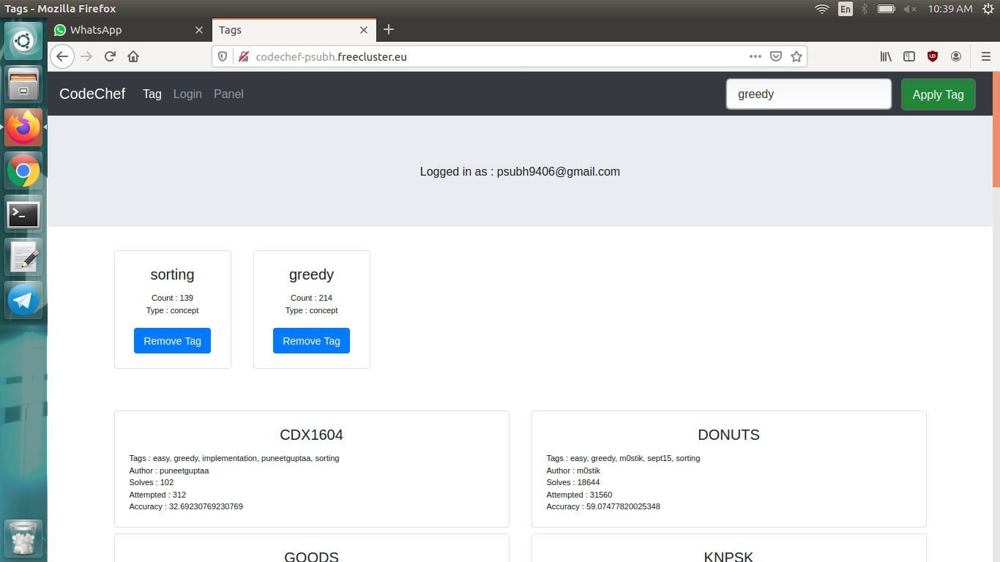 Tags - Mozilla Firefox
En
10:39 AM
WhatsApp
Tags
codechef-psubh.freecluster.eu
CodeChef
Tag
Login
Panel
greedy
Apply Tag
Logged in as : psubh9406@gmail.com
sorting
Count : 139
Type : concept
Remove Tag
greedy
Count : 214
Type : concept
Remove Tag
CDX1604
Tags : easy, greedy, implementation, puneetguptaa, sorting
Author : puneetguptaa
Solves : 102
Attempted : 312
Accuracy : 32.69230769230769
DONUTS
Tags : easy, greedy, m0stik, sept15, sorting
Author : m0stik
Solves : 18644
Attempted : 31560
Accuracy : 59.07477820025348
GOODS
KNPSK